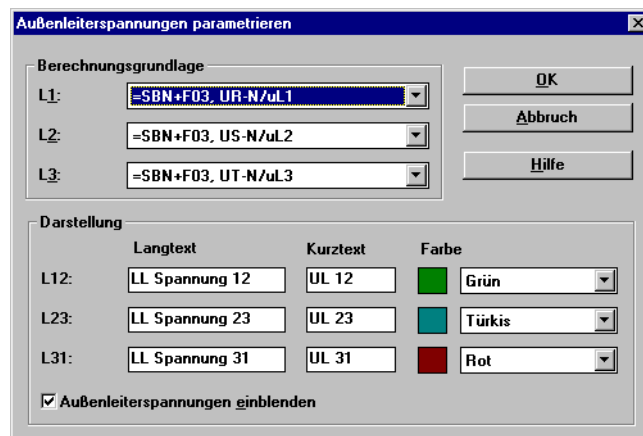 Außenleiterspannungen parametrieren
Berechnungsgrundlage
L1: =SBN+F03, UR-N/uL1
L2: =SBN+F03, US-N/uL2
L3: =SBN+F03, UT-N/uL3
OK
Abbruch
Hilfe
Darstellung
Langtext Kurztext Farbe
L12: LL Spannung 12 UL 12 Grün
L23: LL Spannung 23 UL 23 Türkis
L31: LL Spannung 31 UL 31 Rot
Außenleiterspannungen einblenden